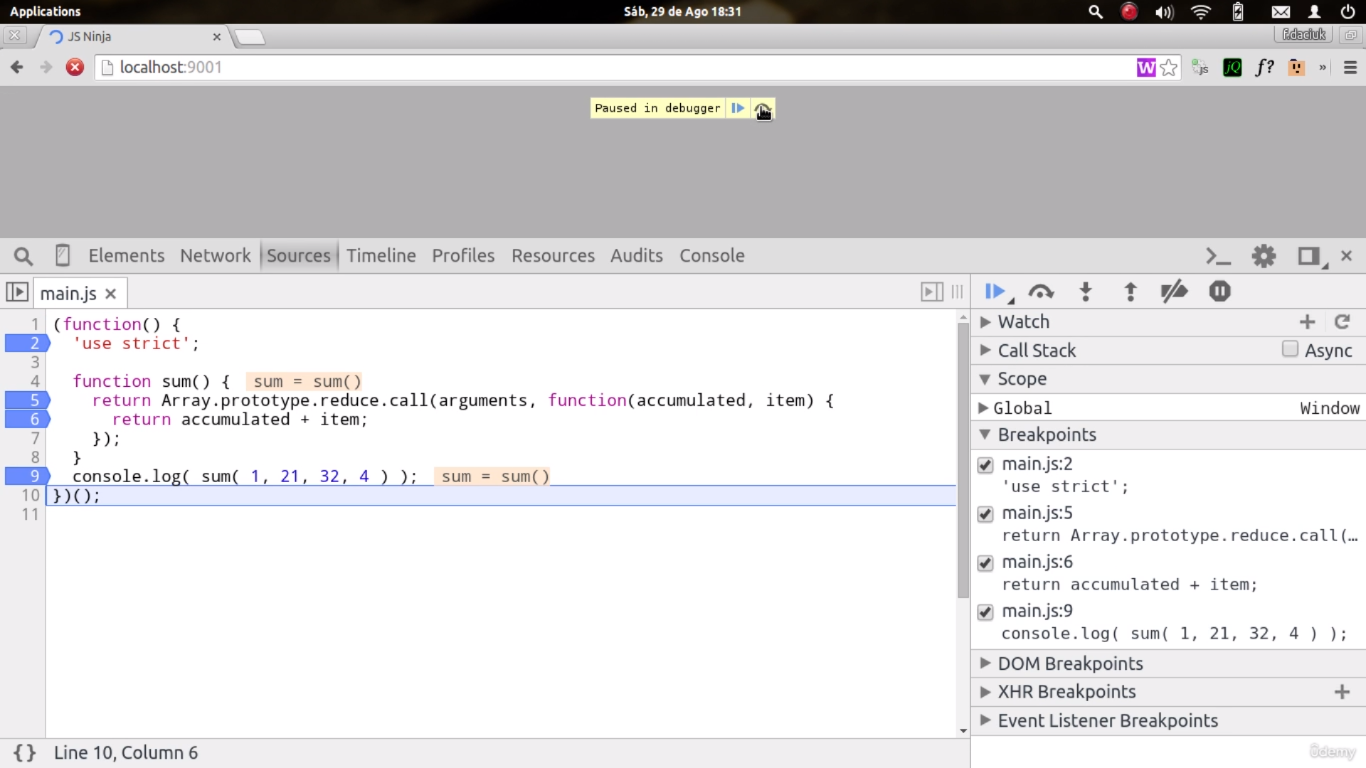 Applications
Sáb, 29 de Ago 18:31
JS Ninja
f.daciuk
localhost:9001
W
js
jQ
f?
»
Paused in debugger
Elements Network Sources Timeline Profiles Resources Audits Console
main.js
1 (function() {
2 'use strict';
3
4 function sum() { sum = sum()
5 return Array.prototype.reduce.call(arguments, function(accumulated, item) {
6 return accumulated + item;
7 });
8 }
9 console.log( sum( 1, 21, 32, 4 ) ); sum = sum()
10 })();
11
{} Line 10, Column 6
Watch
Call Stack Async
Scope
Global Window
Breakpoints
main.js:2
'use strict';
main.js:5
return Array.prototype.reduce.call(…
main.js:6
return accumulated + item;
main.js:9
console.log( sum( 1, 21, 32, 4 ) );
DOM Breakpoints
XHR Breakpoints
Event Listener Breakpoints
ûdemy